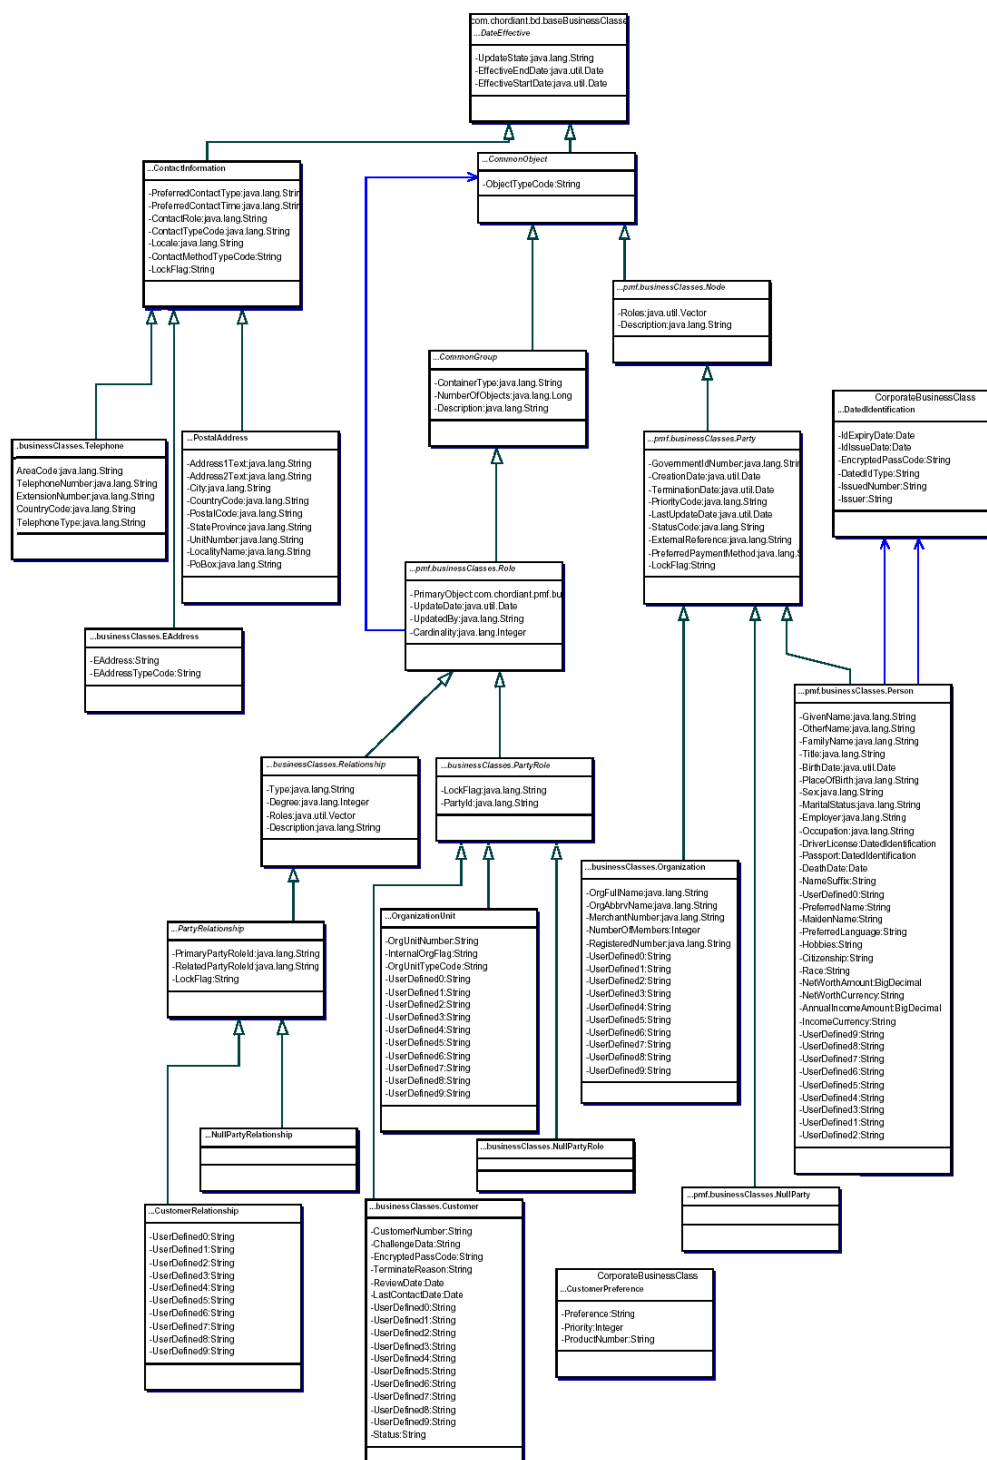 com.chordiant.bd.baseBusinessClasse
...DateEffective
-UpdateState:java.lang.String
-EffectiveEndDate:java.util.Date
-EffectiveStartDate:java.util.Date
...ContactInformation
-PreferredContactType:java.lang.Strin
-PreferredContactTime:java.lang.Strin
-ContactRole:java.lang.String
-ContactTypeCode:java.lang.String
-Locale:java.lang.String
-ContactMethodTypeCode:String
-LockFlag:String
...CommonObject
-ObjectTypeCode:String
...pmf.businessClasses.Node
-Roles:java.util.Vector
-Description:java.lang.String
...CommonGroup
-ContainerType:java.lang.String
-NumberOfObjects:java.lang.Long
-Description:java.lang.String
CorporateBusinessClass
...DatedIdentification
-IdExpiryDate:Date
-IdIssueDate:Date
-EncryptedPassCode:String
-DatedIdType:String
-IssuedNumber:String
-Issuer:String
.businessClasses.Telephone
AreaCode:java.lang.String
TelephoneNumber:java.lang.String
ExtensionNumber:java.lang.String
CountryCode:java.lang.String
TelephoneType:java.lang.String
...PostalAddress
-Address1Text:java.lang.String
-Address2Text:java.lang.String
-City:java.lang.String
-CountryCode:java.lang.String
-PostalCode:java.lang.String
-StateProvince:java.lang.String
-UnitNumber:java.lang.String
-LocalityName:java.lang.String
-PoBox:java.lang.String
...pmf.businessClasses.Party
-GovernmentIdNumber:java.lang.Strin
-CreationDate:java.util.Date
-TerminationDate:java.util.Date
-PriorityCode:java.lang.String
-LastUpdateDate:java.util.Date
-StatusCode:java.lang.String
-ExternalReference:java.lang.String
-PreferredPaymentMethod:java.lang.S
-LockFlag:String
...pmf.businessClasses.Role
-PrimaryObject:com.chordiant.pmf.bu
-UpdateDate:java.util.Date
-UpdatedBy:java.lang.String
-Cardinality:java.lang.Integer
...businessClasses.EAddress
-EAddress:String
-EAddressTypeCode:String
...pmf.businessClasses.Person
-GivenName:java.lang.String
-OtherName:java.lang.String
-FamilyName:java.lang.String
-Title:java.lang.String
-BirthDate:java.util.Date
-PlaceOfBirth:java.lang.String
-Sex:java.lang.String
-MaritalStatus:java.lang.String
-Employer:java.lang.String
-Occupation:java.lang.String
-DriverLicense:DatedIdentification
-Passport:DatedIdentification
-DeathDate:Date
-NameSuffix:String
-UserDefined0:String
-PreferredName:String
-MaidenName:String
-PreferredLanguage:String
-Hobbies:String
-Citizenship:String
-Race:String
-NetWorthAmount:BigDecimal
-NetWorthCurrency:String
-AnnualIncomeAmount:BigDecimal
-IncomeCurrency:String
-UserDefined9:String
-UserDefined8:String
-UserDefined7:String
-UserDefined6:String
-UserDefined5:String
-UserDefined4:String
-UserDefined3:String
-UserDefined1:String
-UserDefined2:String
...businessClasses.Relationship
-Type:java.lang.String
-Degree:java.lang.Integer
-Roles:java.util.Vector
-Description:java.lang.String
...businessClasses.PartyRole
-LockFlag:java.lang.String
-PartyId:java.lang.String
...businessClasses.Organization
-OrgFullName:java.lang.String
-OrgAbbrvName:java.lang.String
-MerchantNumber:java.lang.String
-NumberOfMembers:Integer
-RegisteredNumber:java.lang.String
-UserDefined0:String
-UserDefined1:String
-UserDefined2:String
-UserDefined3:String
-UserDefined4:String
-UserDefined5:String
-UserDefined6:String
-UserDefined7:String
-UserDefined8:String
-UserDefined9:String
...OrganizationUnit
-OrgUnitNumber:String
-InternalOrgFlag:String
-OrgUnitTypeCode:String
-UserDefined0:String
-UserDefined1:String
-UserDefined2:String
-UserDefined3:String
-UserDefined4:String
-UserDefined5:String
-UserDefined6:String
-UserDefined7:String
-UserDefined8:String
-UserDefined9:String
...PartyRelationship
-PrimaryPartyRoleId:java.lang.String
-RelatedPartyRoleId:java.lang.String
-LockFlag:String
...NullPartyRelationship
...businessClasses.NullPartyRole
...pmf.businessClasses.NullParty
...CustomerRelationship
-UserDefined0:String
-UserDefined1:String
-UserDefined2:String
-UserDefined3:String
-UserDefined4:String
-UserDefined5:String
-UserDefined6:String
-UserDefined7:String
-UserDefined8:String
-UserDefined9:String
...businessClasses.Customer
-CustomerNumber:String
-ChallengeData:String
-EncryptedPassCode:String
-TerminateReason:String
-ReviewDate:Date
-LastContactDate:Date
-UserDefined0:String
-UserDefined1:String
-UserDefined2:String
-UserDefined3:String
-UserDefined4:String
-UserDefined5:String
-UserDefined6:String
-UserDefined7:String
-UserDefined8:String
-UserDefined9:String
-Status:String
CorporateBusinessClass
...CustomerPreference
-Preference:String
-Priority:Integer
-ProductNumber:String